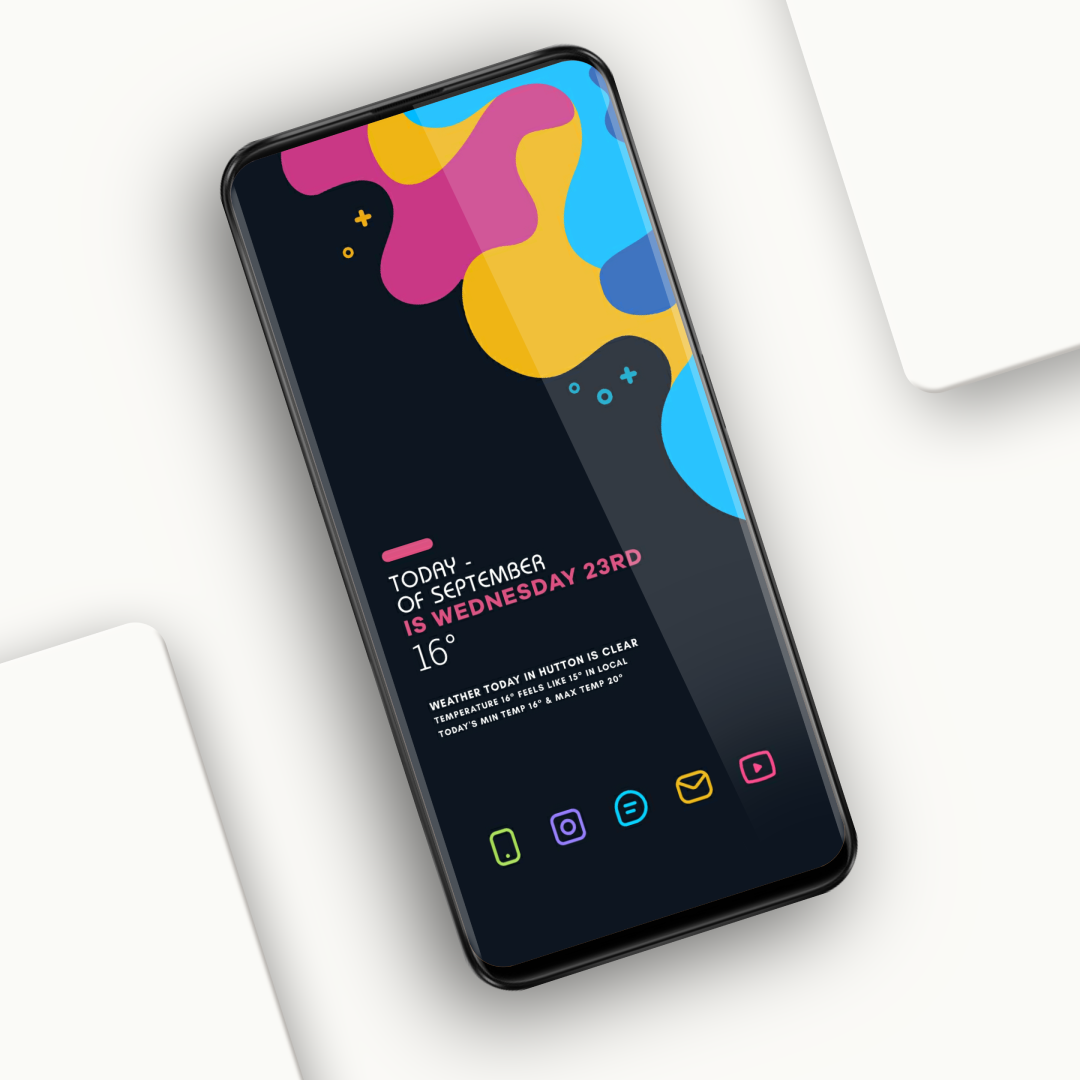 TODAY -
OF SEPTEMBER
IS WEDNESDAY 23RD
16°
WEATHER TODAY IN HUTTON IS CLEAR
TEMPERATURE 16° FEELS LIKE 15° IN LOCAL
TODAY'S MIN TEMP 16° & MAX TEMP 20°